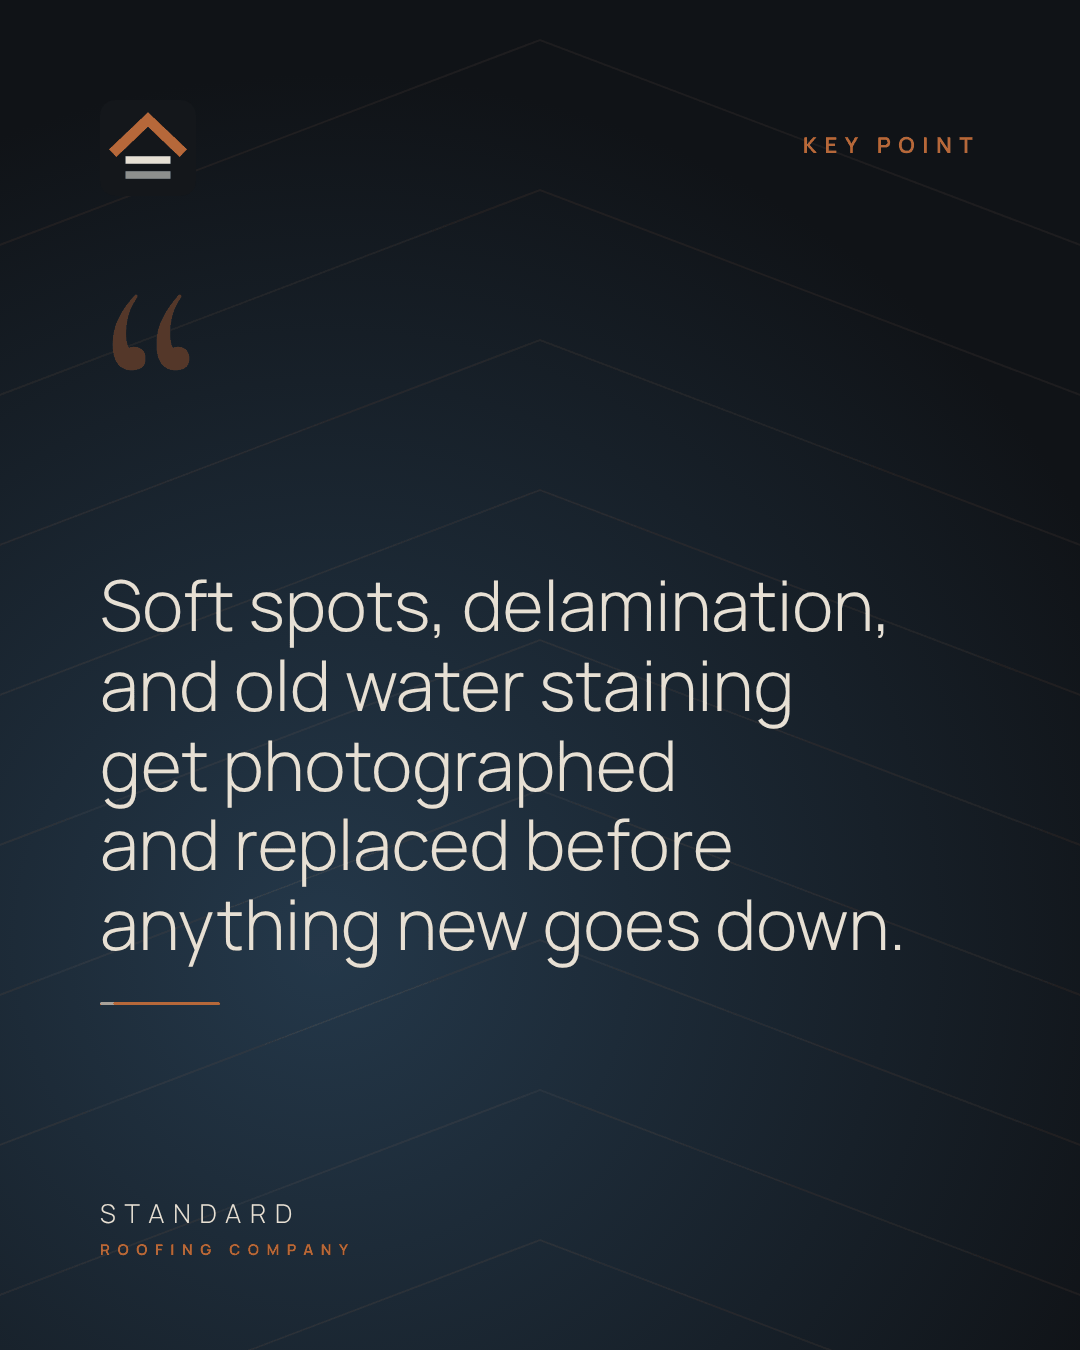 KEY POINT
“
Soft spots, delamination,
and old water staining
get photographed
and replaced before
anything new goes down.
STANDARD
ROOFING COMPANY